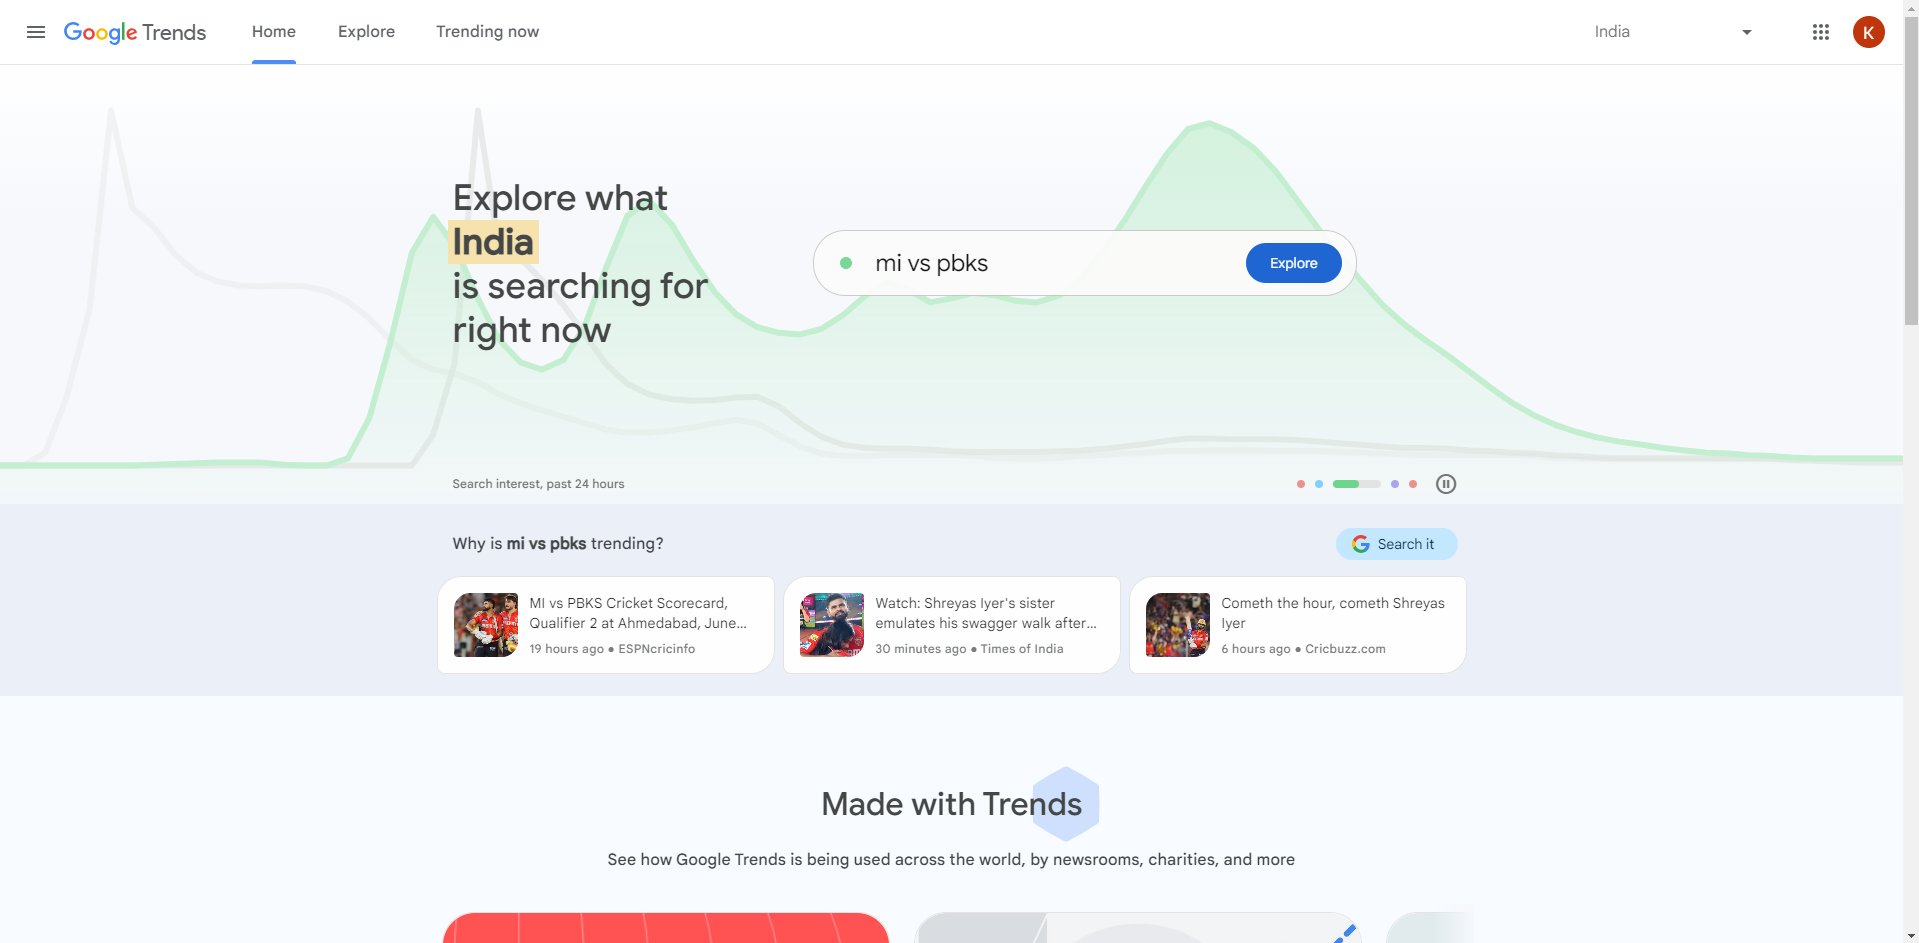 Google Trends
Home
Explore
Trending now
India
K
Explore what
India
is searching for
right now
mi vs pbks
Explore
Search interest, past 24 hours
Why is mi vs pbks trending?
Search it
MI vs PBKS Cricket Scorecard,
Qualifier 2 at Ahmedabad, June...
19 hours ago ● ESPNcricinfo
Watch: Shreyas Iyer's sister
emulates his swagger walk after...
30 minutes ago ● Times of India
Cometh the hour, cometh Shreyas
Iyer
6 hours ago ● Cricbuzz.com
Made with Trends
See how Google Trends is being used across the world, by newsrooms, charities, and more